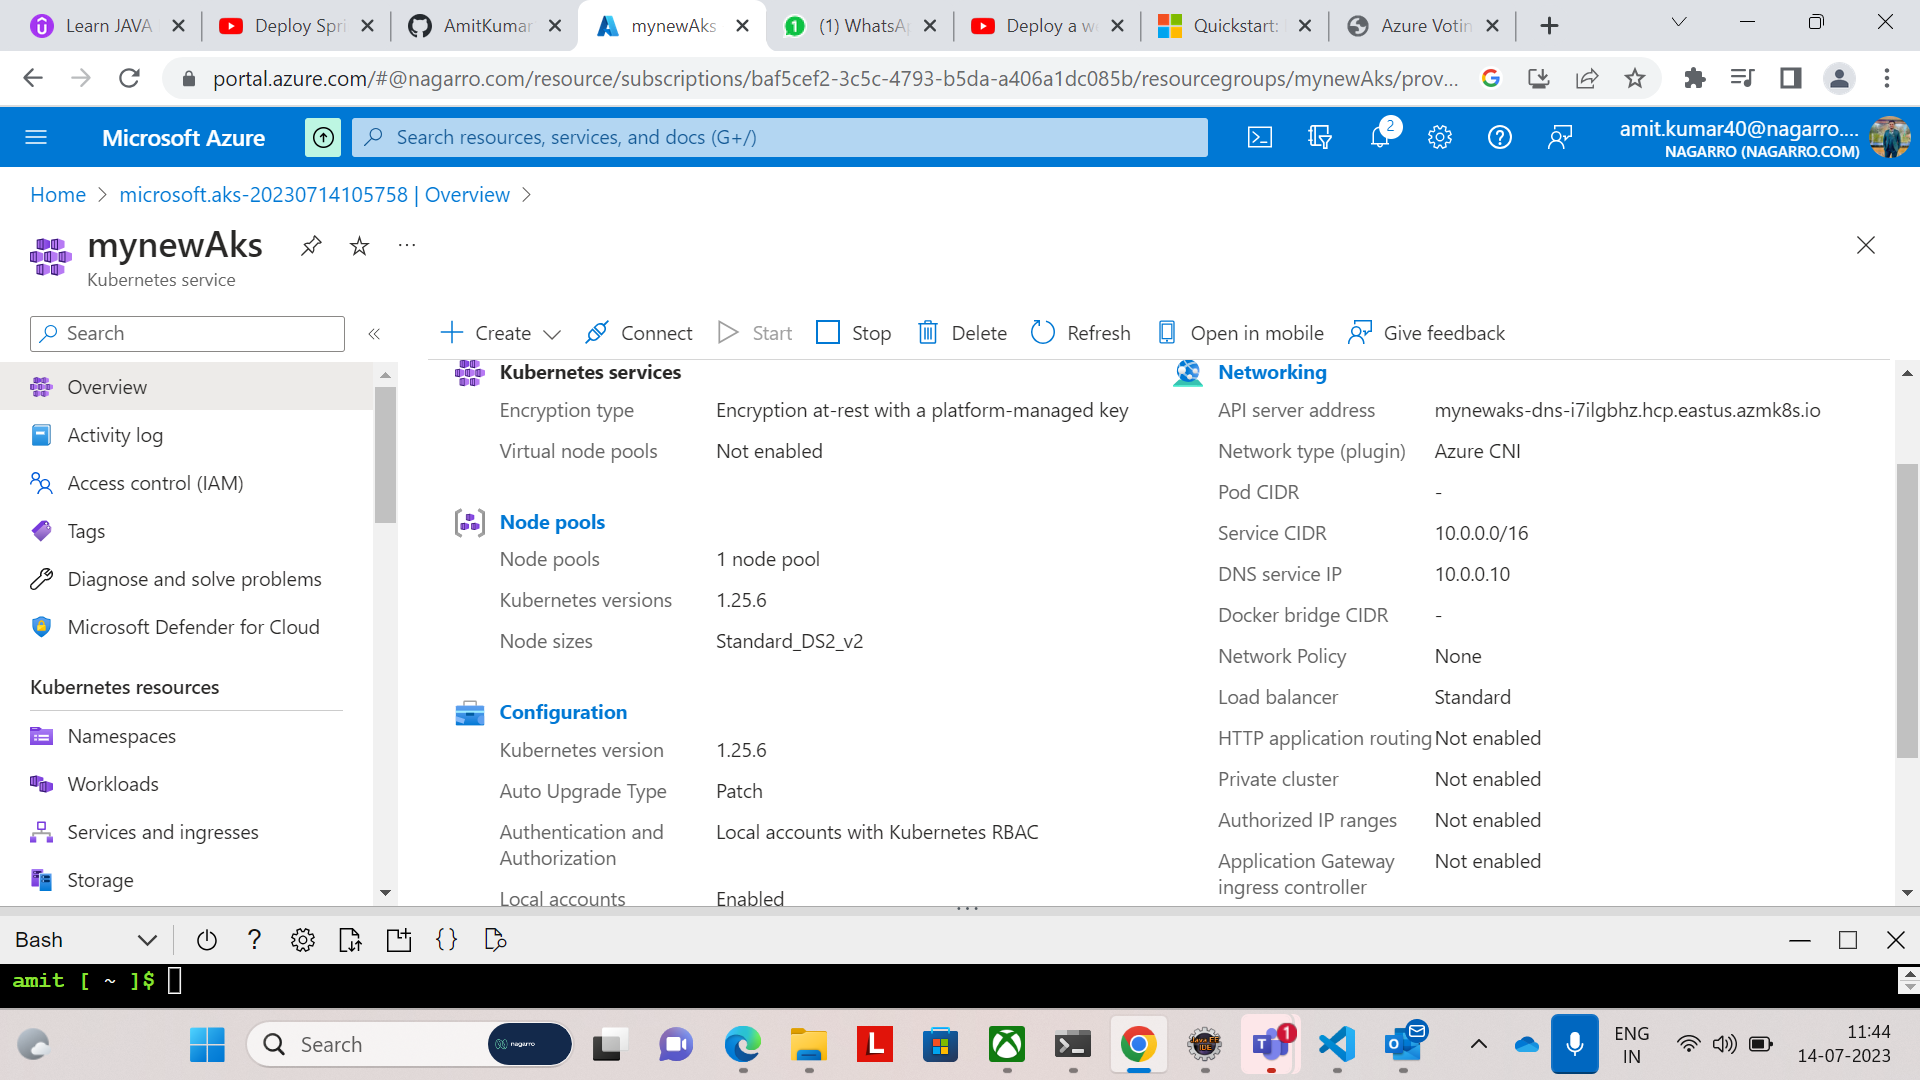 Learn JAVA
Deploy Spri
AmitKumar
mynewAks
(1) WhatsAp
Deploy a we
Quickstart:
Azure Votin
portal.azure.com/#@nagarro.com/resource/subscriptions/baf5cef2-3c5c-4793-b5da-a406a1dc085b/resourcegroups/mynewAks/prov...
Microsoft Azure
Search resources, services, and docs (G+/)
2
amit.kumar40@nagarro....
NAGARRO (NAGARRO.COM)
Home > microsoft.aks-20230714105758 | Overview >
mynewAks
Kubernetes service
Search
Create
Connect
Start
Stop
Delete
Refresh
Open in mobile
Give feedback
Overview
Activity log
Access control (IAM)
Tags
Diagnose and solve problems
Microsoft Defender for Cloud
Kubernetes resources
Namespaces
Workloads
Services and ingresses
Storage
Kubernetes services
Encryption type Encryption at-rest with a platform-managed key
Virtual node pools Not enabled
Node pools
Node pools 1 node pool
Kubernetes versions 1.25.6
Node sizes Standard_DS2_v2
Configuration
Kubernetes version 1.25.6
Auto Upgrade Type Patch
Authentication and Authorization Local accounts with Kubernetes RBAC
Local accounts Enabled
Networking
API server address mynewaks-dns-i7ilgbhz.hcp.eastus.azmk8s.io
Network type (plugin) Azure CNI
Pod CIDR -
Service CIDR 10.0.0.0/16
DNS service IP 10.0.0.10
Docker bridge CIDR -
Network Policy None
Load balancer Standard
HTTP application routing Not enabled
Private cluster Not enabled
Authorized IP ranges Not enabled
Application Gateway ingress controller Not enabled
Bash
amit [ ~ ]$
Search
nagarro
1
ENG
IN
11:44
14-07-2023